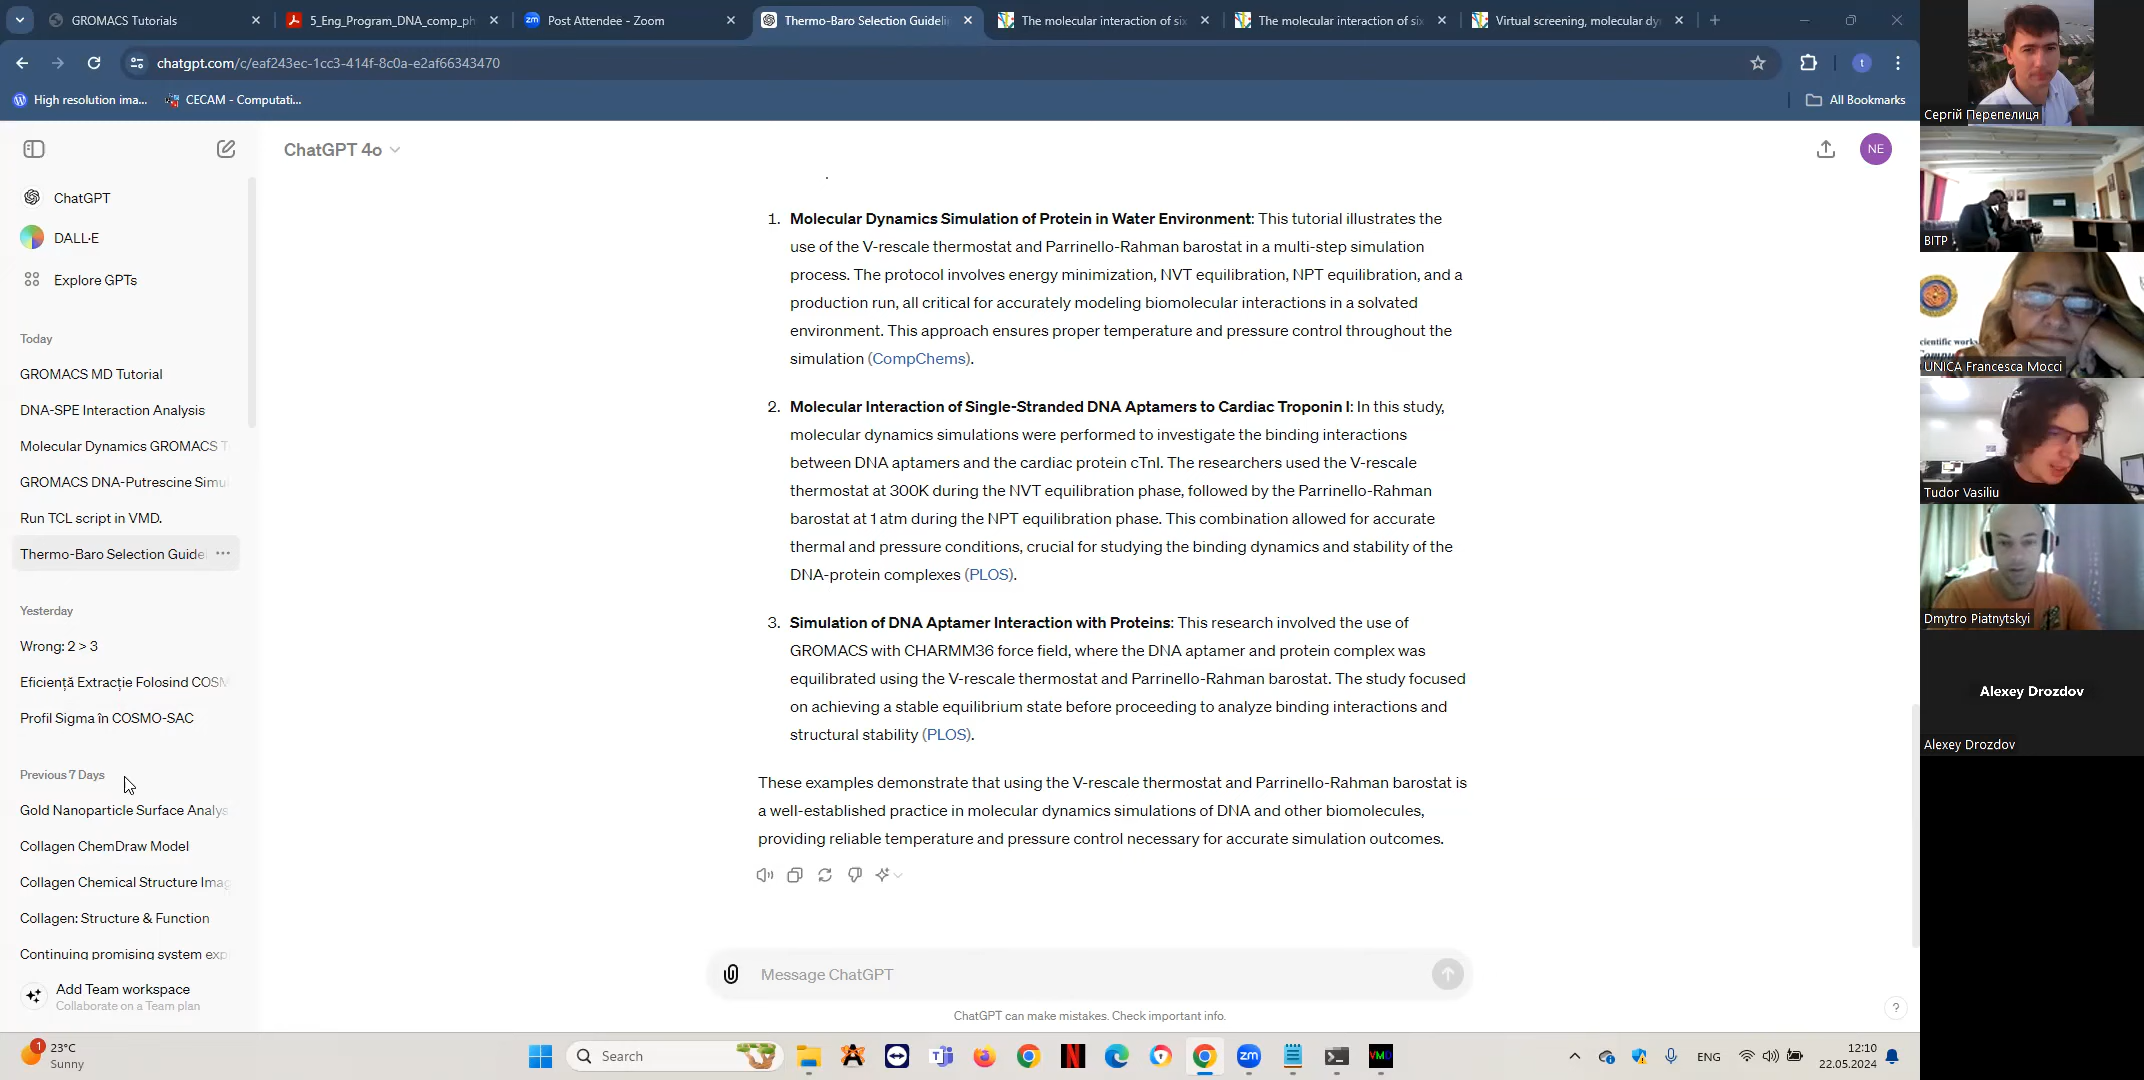 GROMACS Tutorials
5_Eng_Program_DNA_comp_ph
Post Attendee - Zoom
Thermo-Baro Selection Guideli
The molecular interaction of six
The molecular interaction of six
Virtual screening, molecular dy
chatgpt.com/c/eaf243ec-1cc3-414f-8c0a-e2af66343470
High resolution ima...
CECAM - Computati...
All Bookmarks
ChatGPT 4o
NE
ChatGPT
DALL·E
Explore GPTs
Today
GROMACS MD Tutorial
DNA-SPE Interaction Analysis
Molecular Dynamics GROMACS T
GROMACS DNA-Putrescine Simu
Run TCL script in VMD.
Thermo-Baro Selection Guide
Yesterday
Wrong: 2 > 3
Eficiență Extracție Folosind COSM
Profil Sigma în COSMO-SAC
Previous 7 Days
Gold Nanoparticle Surface Analys
Collagen ChemDraw Model
Collagen Chemical Structure Imag
Collagen: Structure & Function
Continuing promising system exp
Add Team workspace
Collaborate on a Team plan
1. Molecular Dynamics Simulation of Protein in Water Environment: This tutorial illustrates the
use of the V-rescale thermostat and Parrinello-Rahman barostat in a multi-step simulation
process. The protocol involves energy minimization, NVT equilibration, NPT equilibration, and a
production run, all critical for accurately modeling biomolecular interactions in a solvated
environment. This approach ensures proper temperature and pressure control throughout the
simulation (CompChems).
2. Molecular Interaction of Single-Stranded DNA Aptamers to Cardiac Troponin I: In this study,
molecular dynamics simulations were performed to investigate the binding interactions
between DNA aptamers and the cardiac protein cTnI. The researchers used the V-rescale
thermostat at 300K during the NVT equilibration phase, followed by the Parrinello-Rahman
barostat at 1 atm during the NPT equilibration phase. This combination allowed for accurate
thermal and pressure conditions, crucial for studying the binding dynamics and stability of the
DNA-protein complexes (PLOS).
3. Simulation of DNA Aptamer Interaction with Proteins: This research involved the use of
GROMACS with CHARMM36 force field, where the DNA aptamer and protein complex was
equilibrated using the V-rescale thermostat and Parrinello-Rahman barostat. The study focused
on achieving a stable equilibrium state before proceeding to analyze binding interactions and
structural stability (PLOS).
These examples demonstrate that using the V-rescale thermostat and Parrinello-Rahman barostat is
a well-established practice in molecular dynamics simulations of DNA and other biomolecules,
providing reliable temperature and pressure control necessary for accurate simulation outcomes.
Message ChatGPT
ChatGPT can make mistakes. Check important info.
?
Сергій Перепелиця
BITP
UNICA Francesca Mocci
Tudor Vasiliu
Dmytro Piatnytskyi
Alexey Drozdov
Alexey Drozdov
1
23°C
Sunny
Search
ENG
12:10
22.05.2024